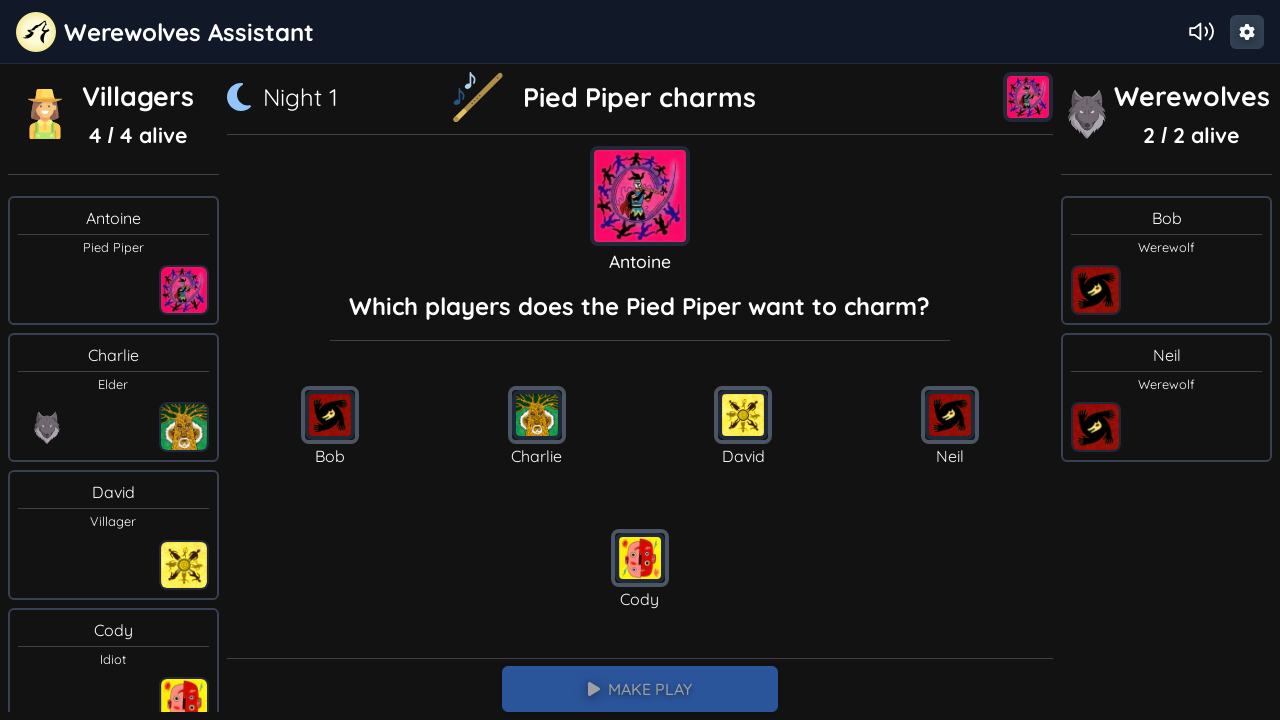 Werewolves Assistant
Villagers
4 / 4 alive
Night 1
Pied Piper charms
Werewolves
2 / 2 alive
Antoine
Pied Piper
Charlie
Elder
David
Villager
Cody
Idiot
Antoine
Which players does the Pied Piper want to charm?
Bob
Charlie
David
Neil
Cody
MAKE PLAY
Bob
Werewolf
Neil
Werewolf